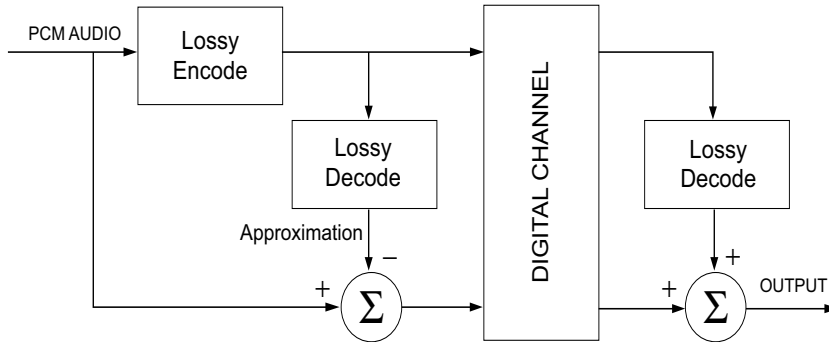 PCM AUDIO
Lossy
Encode
Lossy
Decode
Approximation
−
+
Σ
DIGITAL CHANNEL
Lossy
Decode
+
+
Σ
OUTPUT